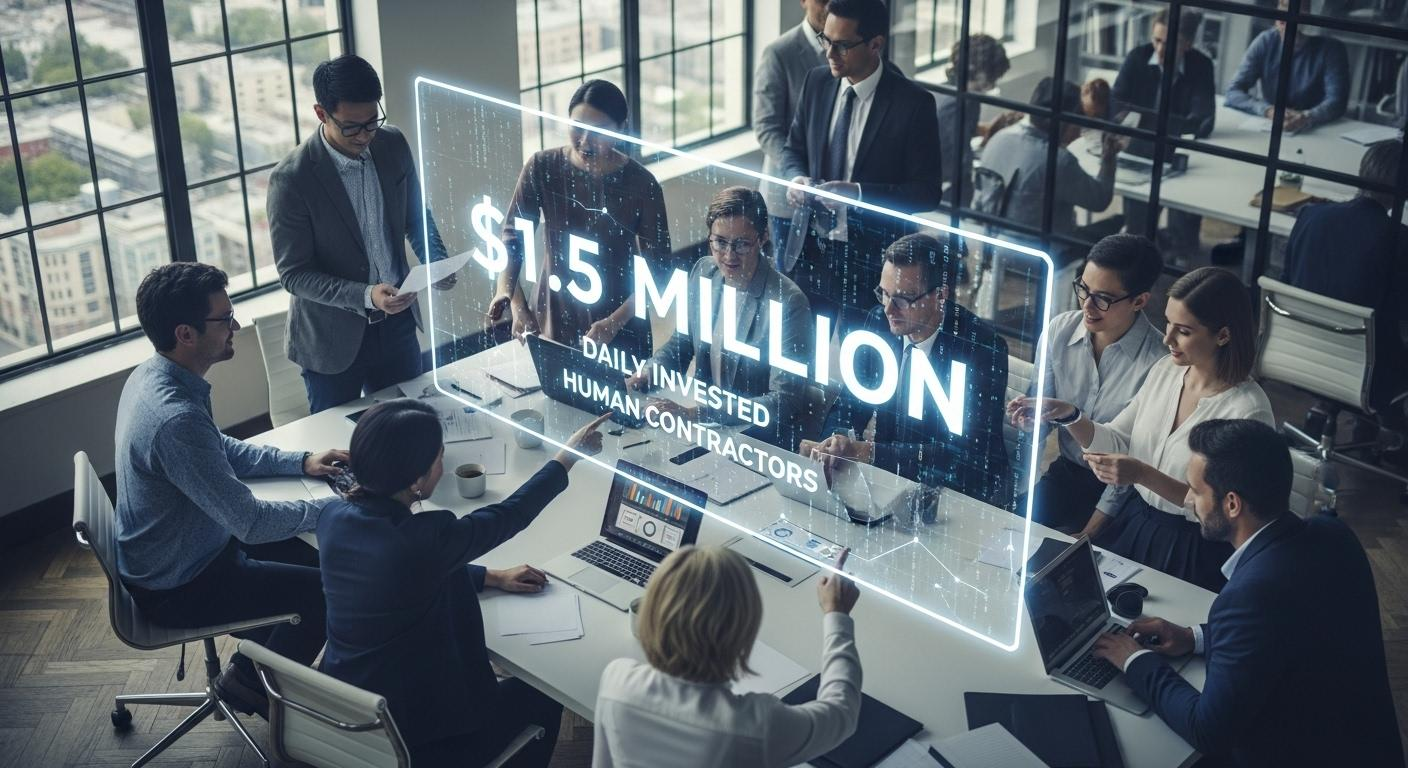 $1.5 MILLION
DAILY INVESTED
HUMAN CONTRACTORS